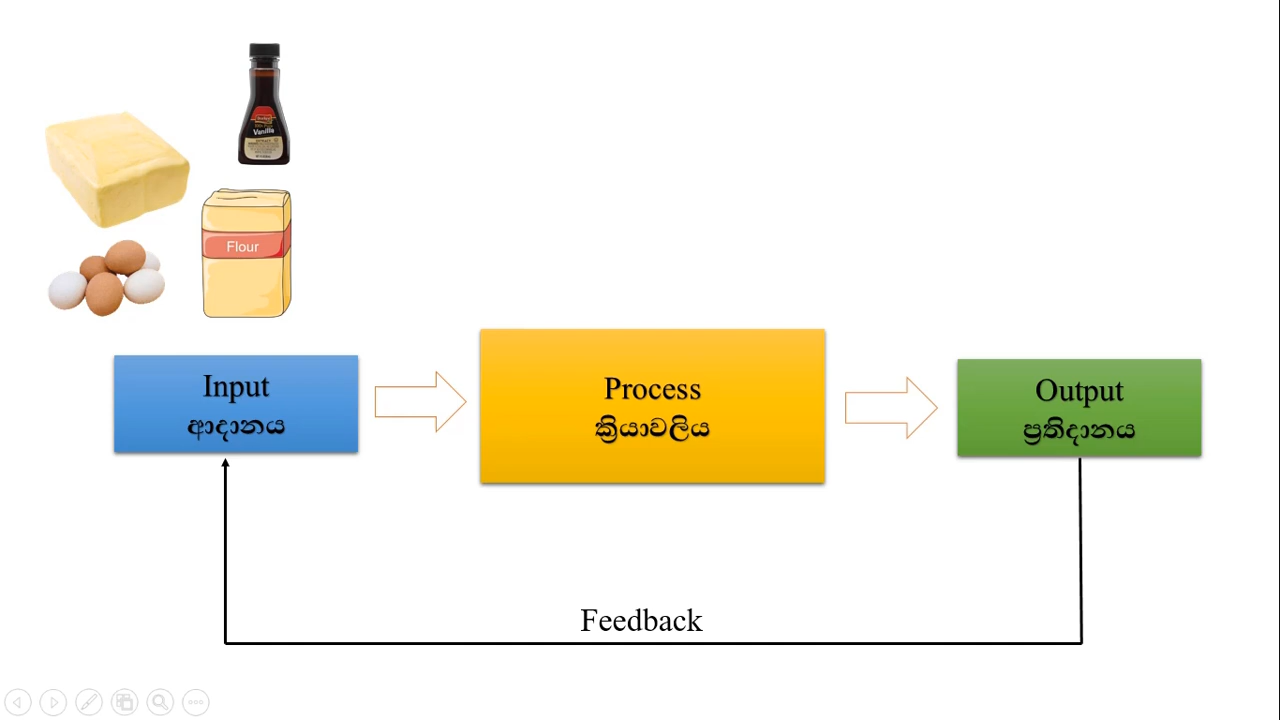 Vanilla
Flour
Input
ආදානය
Process
ක්‍රියාවලිය
Output
ප්‍රතිදානය
Feedback